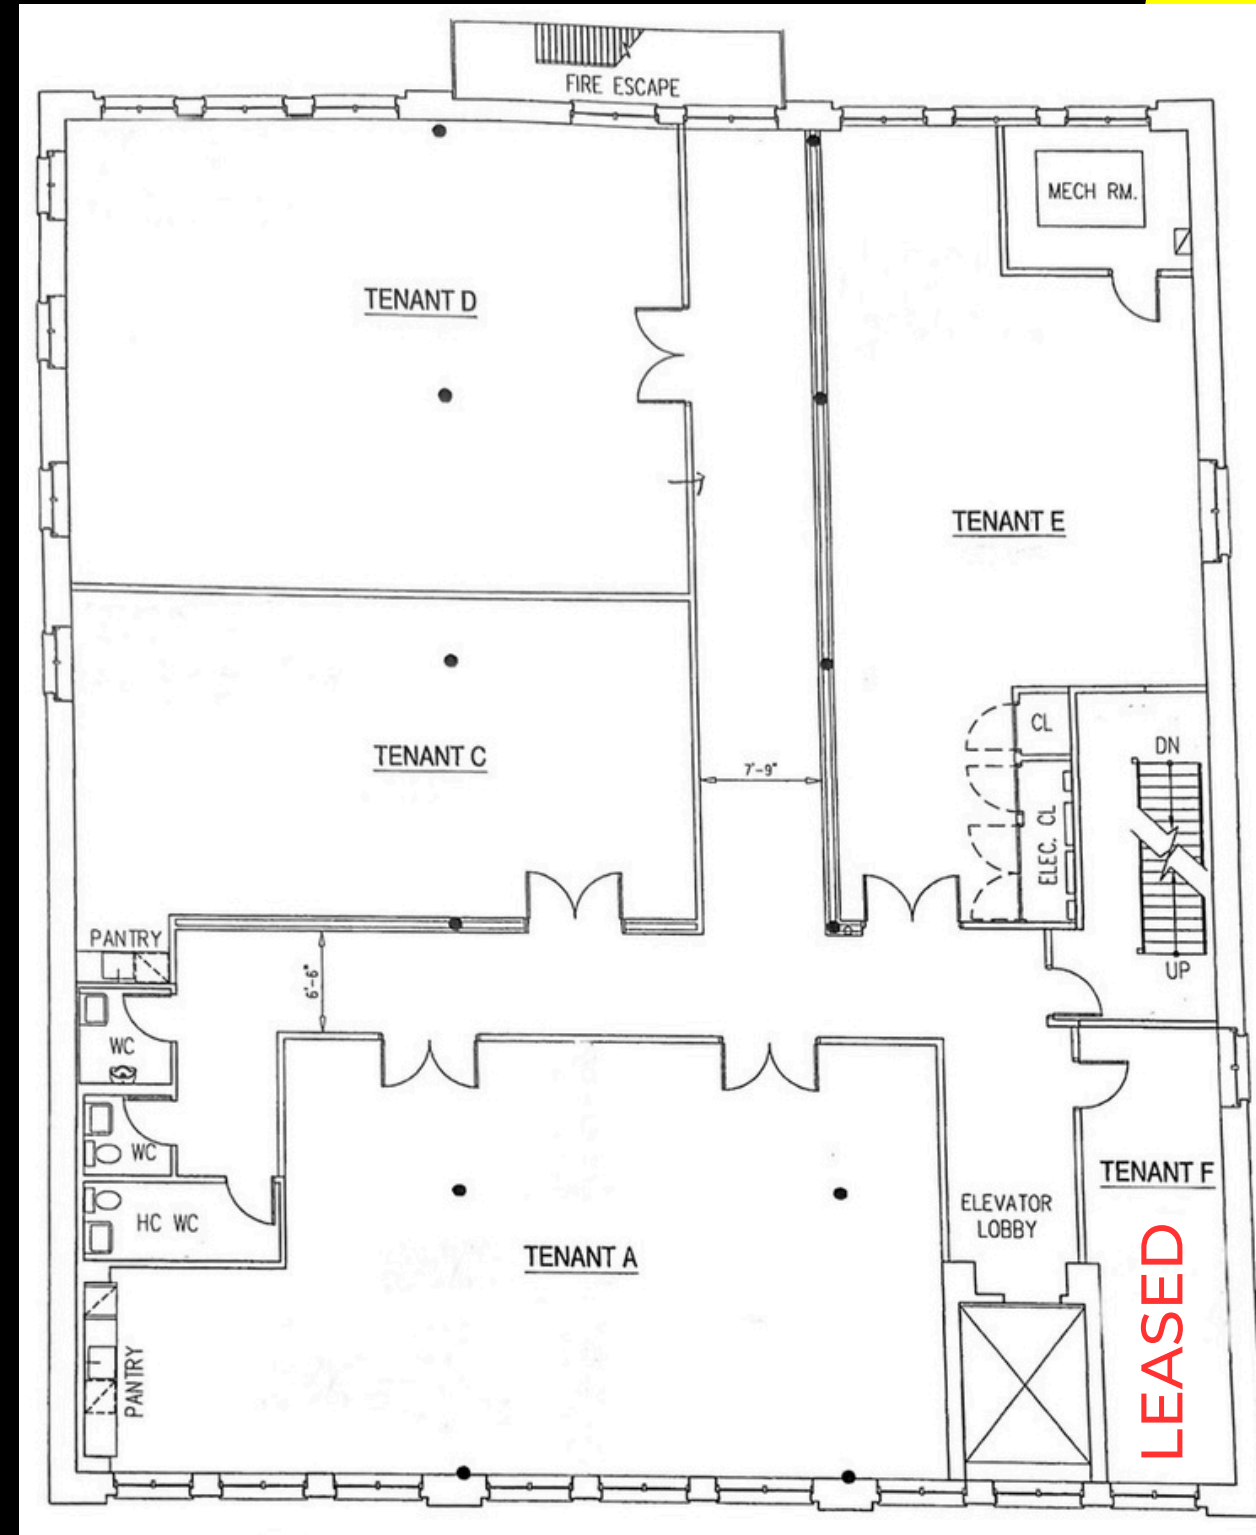 FIRE ESCAPE
MECH RM.
TENANT D
TENANT E
CL
DN
TENANT C
7'-9"
ELEC. CL
PANTRY
UP
6'-6"
WC
WC
TENANT F
HC WC
ELEVATOR
LOBBY
TENANT A
LEASED
PANTRY